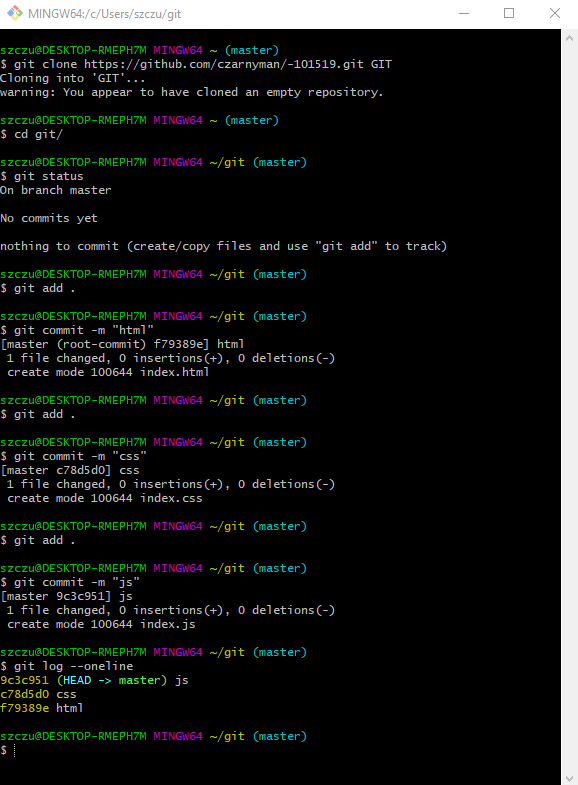 MINGW64:/c/Users/szczu/git
szczu@DESKTOP-RMEPH7M MINGW64 ~ (master)
$ git clone https://github.com/czarnyman/-101519.git GIT
Cloning into 'GIT'...
warning: You appear to have cloned an empty repository.
szczu@DESKTOP-RMEPH7M MINGW64 ~ (master)
$ cd git/
szczu@DESKTOP-RMEPH7M MINGW64 ~/git (master)
$ git status
On branch master
No commits yet
nothing to commit (create/copy files and use "git add" to track)
szczu@DESKTOP-RMEPH7M MINGW64 ~/git (master)
$ git add .
szczu@DESKTOP-RMEPH7M MINGW64 ~/git (master)
$ git commit -m "html"
[master (root-commit) f79389e] html
 1 file changed, 0 insertions(+), 0 deletions(-)
 create mode 100644 index.html
szczu@DESKTOP-RMEPH7M MINGW64 ~/git (master)
$ git add .
szczu@DESKTOP-RMEPH7M MINGW64 ~/git (master)
$ git commit -m "css"
[master c78d5d0] css
 1 file changed, 0 insertions(+), 0 deletions(-)
 create mode 100644 index.css
szczu@DESKTOP-RMEPH7M MINGW64 ~/git (master)
$ git add .
szczu@DESKTOP-RMEPH7M MINGW64 ~/git (master)
$ git commit -m "js"
[master 9c3c951] js
 1 file changed, 0 insertions(+), 0 deletions(-)
 create mode 100644 index.js
szczu@DESKTOP-RMEPH7M MINGW64 ~/git (master)
$ git log --oneline
9c3c951 (HEAD -> master) js
c78d5d0 css
f79389e html
szczu@DESKTOP-RMEPH7M MINGW64 ~/git (master)
$